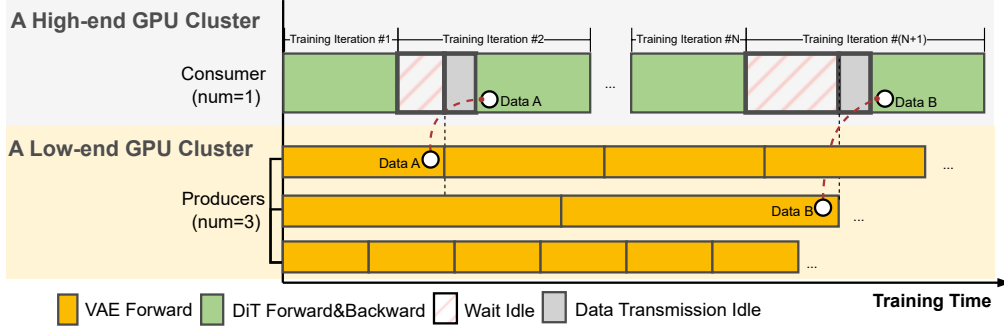 A High-end GPU Cluster
Training Iteration #1
Training Iteration #2
Training Iteration #N
Training Iteration #(N+1)
Consumer
(num=1)
Data A
...
Data B
A Low-end GPU Cluster
Data A
...
Producers
(num=3)
Data B
...
...
Training Time
VAE Forward
DiT Forward&Backward
Wait Idle
Data Transmission Idle